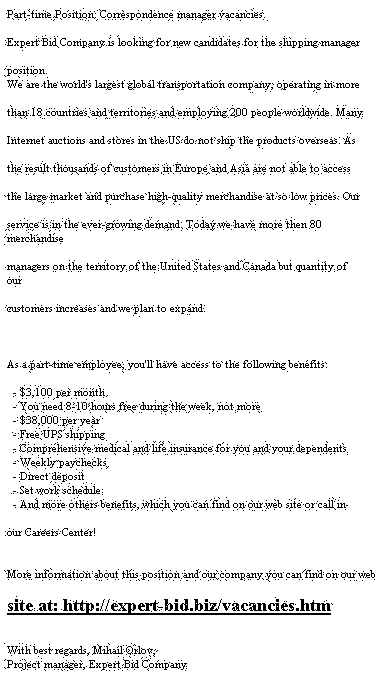 Part-time Position, Correspondence manager vacancies.
Expert Bid Company is looking for new candidates for the shipping-manager
position.
We are the world's largest global transportation company, operating in more
than 18 countries and territories and employing 200 people worldwide. Many
Internet auctions and stores in the US do not ship the products overseas. As
the result thousands of customers in Europe and Asia are not able to access
the large market and purchase high-quality merchandise at so low prices. Our
service is in the ever-growing demand. Today we have more then 80
merchandise
managers on the territory of the United States and Canada but quantity of
our
customers increases and we plan to expand.
As a part-time employee, you'll have access to the following benefits:
- $3,100 per month.
- You need 8-10 hours free during the week, not more
- $38,000 per year
- Free UPS shipping
- Comprehensive medical and life insurance for you and your dependents
- Weekly paychecks,
- Direct deposit
- Set work schedule;
- And more others benefits, which you can find on our web site or call in
our Careers Center!
More information about this position and our company you can find on our web
site at: http://expert-bid.biz/vacancies.htm
With best regards, Mihail Orlov,
Project manager, Expert Bid Company